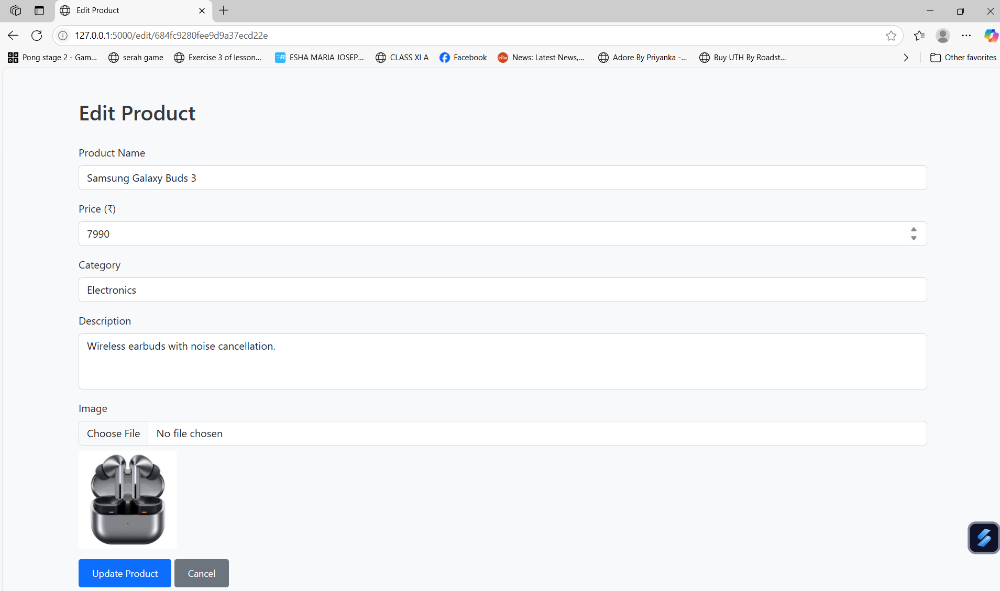 Edit Product
127.0.0.1:5000/edit/684fc9280fee9d9a37ecd22e
CODE Pong stage 2 - Gam... serah game Exercise 3 of lesson... R ESHA MARIA JOSEP... CLASS XI A Facebook ThePrint News: Latest News,... Adore By Priyanka -... Buy UTH By Roadst... Other favorites
Edit Product
Product Name
Samsung Galaxy Buds 3
Price (₹)
7990
Category
Electronics
Description
Wireless earbuds with noise cancellation.
Image
Choose File No file chosen
Update Product Cancel